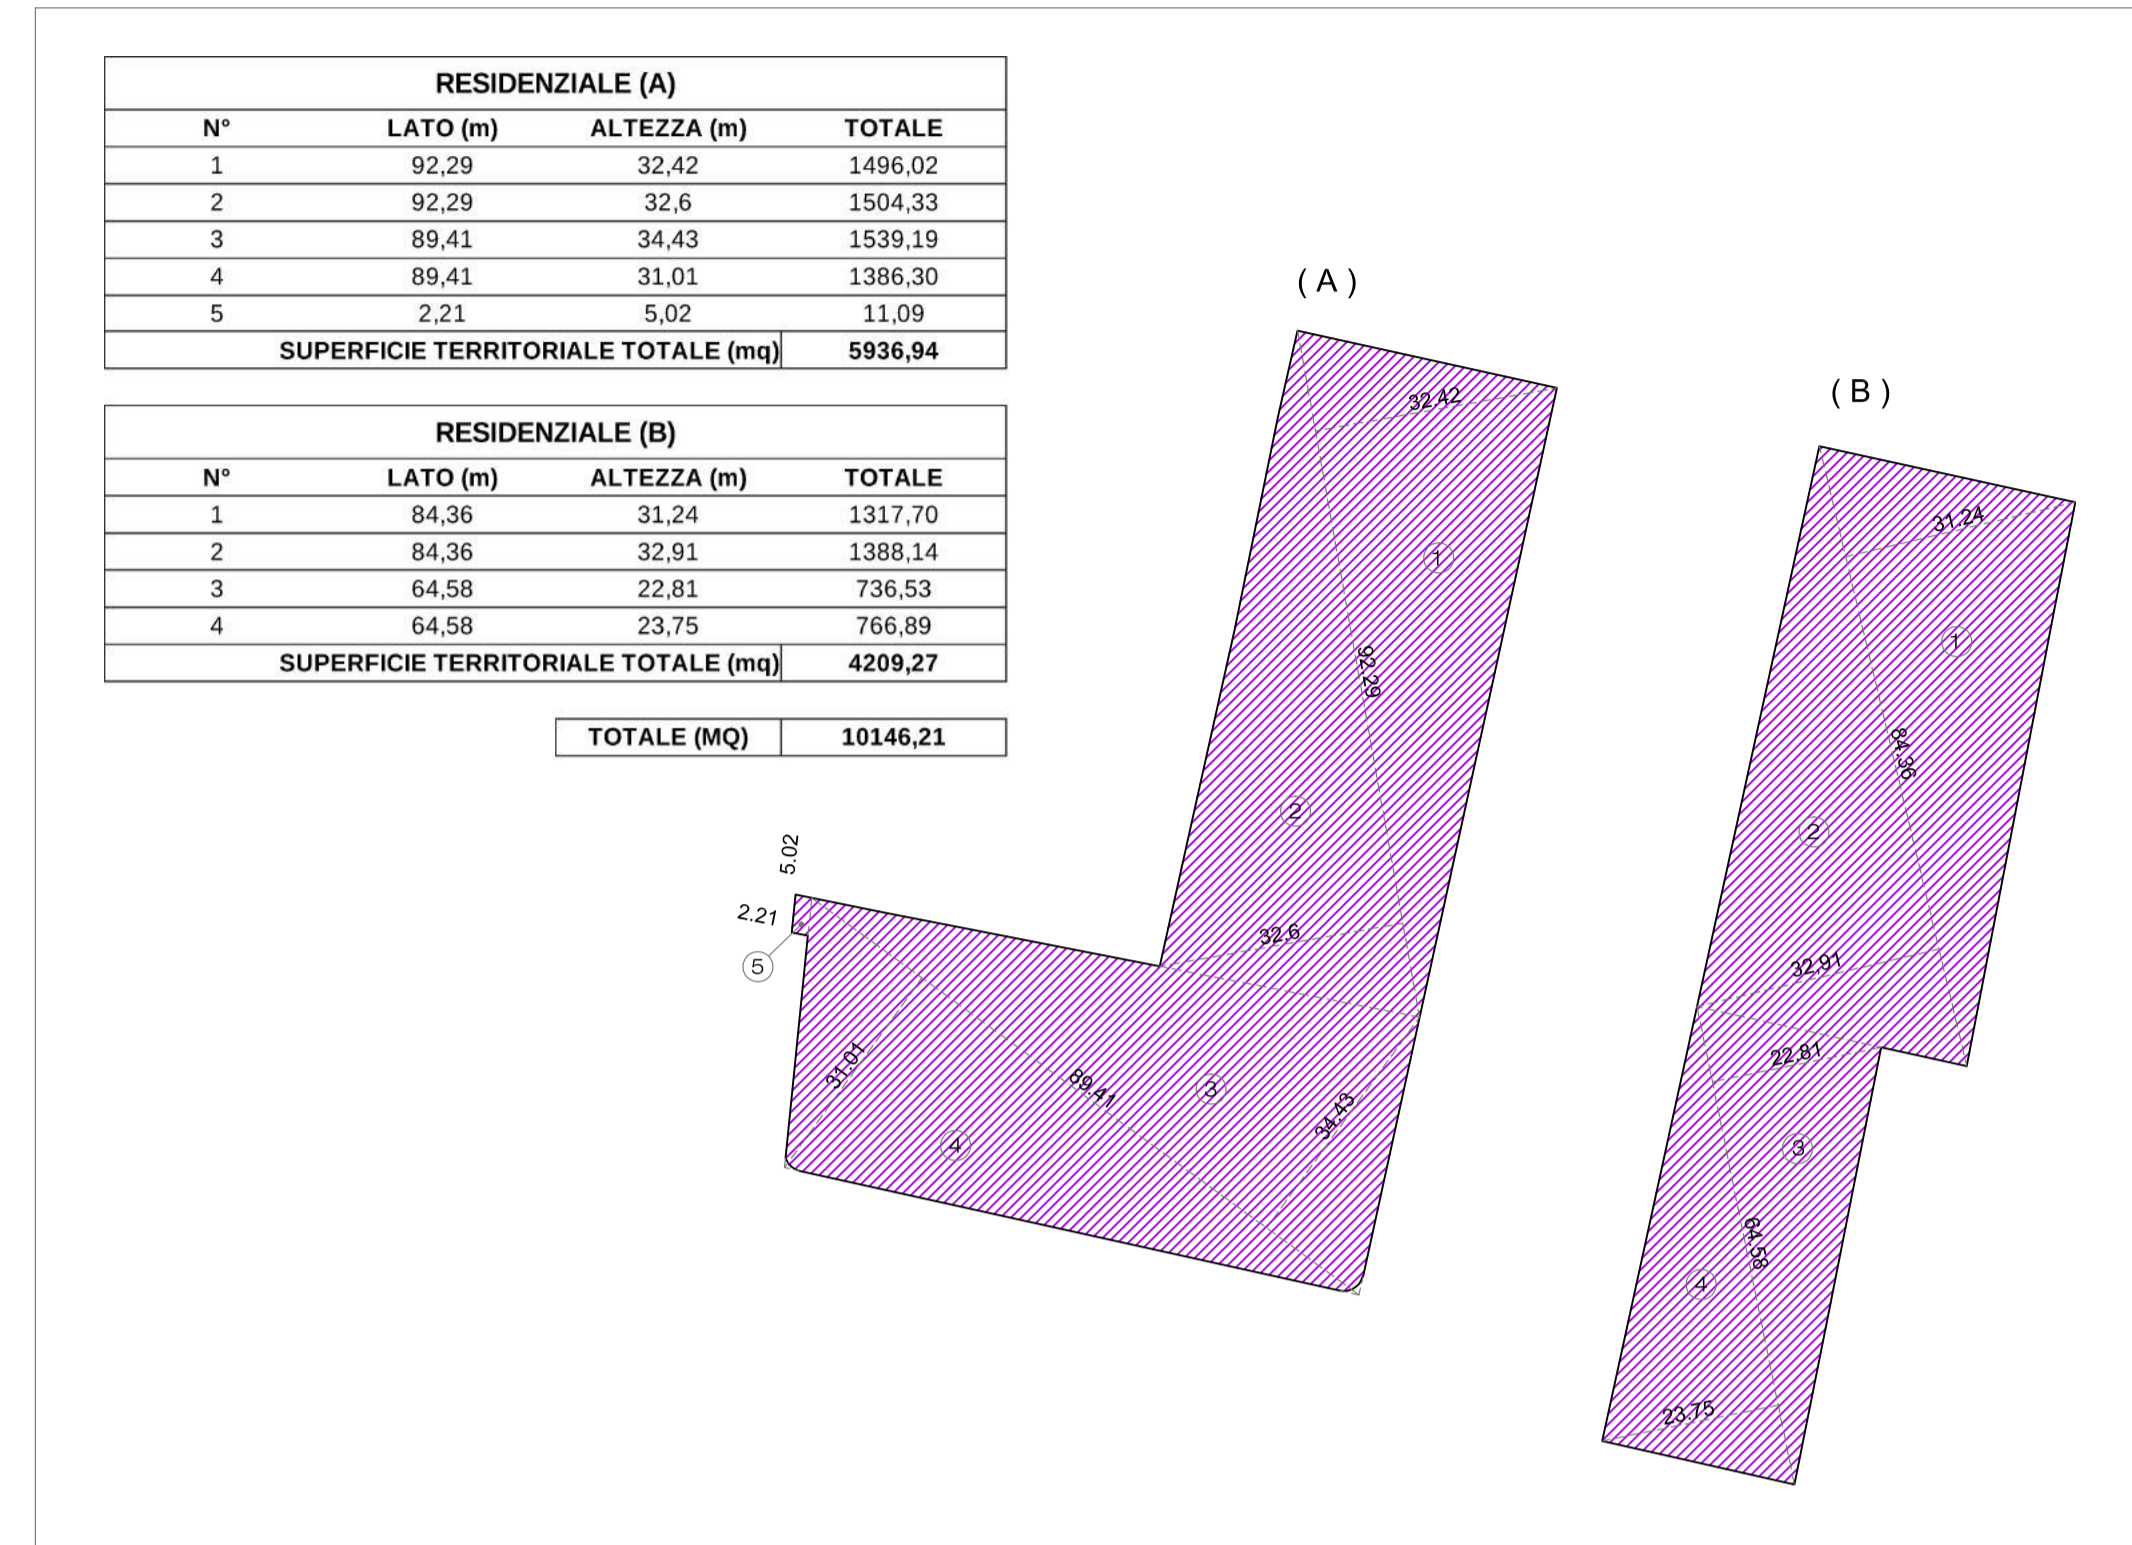 RESIDENZIALE (A)
N° LATO (m) ALTEZZA (m) TOTALE
1 92,29 32,42 1496,02
2 92,29 32,6 1504,33
3 89,41 34,43 1539,19
4 89,41 31,01 1386,30
5 2,21 5,02 11,09
SUPERFICIE TERRITORIALE TOTALE (mq) 5936,94
RESIDENZIALE (B)
N° LATO (m) ALTEZZA (m) TOTALE
1 84,36 31,24 1317,70
2 84,36 32,91 1388,14
3 64,58 22,81 736,53
4 64,58 23,75 766,89
SUPERFICIE TERRITORIALE TOTALE (mq) 4209,27
TOTALE (MQ) 10146,21
( A )
32.42
1
92.29
2
32.6
5.02
2.21
5
31.01
89.41
3
34.43
4
( B )
31.24
1
84.36
2
32,91
22.81
3
64.58
4
23.75